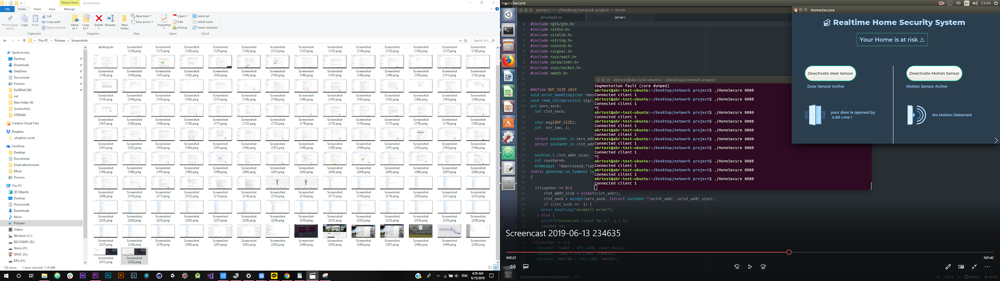 Picture Tools
Screenshots
File
Home
Share
View
Manage
Pin to Quick access
Copy
Paste
Cut
Copy path
Paste shortcut
Clipboard
Move to
Copy to
Delete
Rename
Organize
New folder
New item
Easy access
New
Properties
Open
Edit
History
Open
Select all
Select none
Invert selection
Select
This PC > Pictures > Screenshots
Search Scr...
Quick access
Desktop
Downloads
OneDrive
Documents
Pictures
Rar$DIa0.288
net
New folder (4)
Screenshots
STREAM
Creative Cloud Files
Dropbox
.dropbox.cache
OneDrive
Desktop
Documents
Email attachments
Music
Pictures
This PC
3D Objects
Desktop
Documents
Downloads
Music
Pictures
Videos
Windows (C:)
RECOVERY (D:)
Storm (F:)
SDHC (G:)
KAS (H:)
desktop.ini
Screenshot (126).png
Screenshot (127).png
Screenshot (128).png
Screenshot (129).png
Screenshot (130).png
Screenshot (131).png
Screenshot (132).png
Screenshot (133).png
Screenshot (134).png
Screenshot (135).png
Screenshot (136).png
Screenshot (137).png
Screenshot (138).png
Screenshot (139).png
Screenshot (140).png
Screenshot (141).png
Screenshot (142).png
Screenshot (143).png
Screenshot (144).png
Screenshot (145).png
Screenshot (146).png
Screenshot (147).png
Screenshot (148).png
Screenshot (149).png
Screenshot (150).png
Screenshot (151).png
Screenshot (152).png
Screenshot (153).png
Screenshot (154).png
Screenshot (155).png
Screenshot (156).png
Screenshot (157).png
Screenshot (158).png
Screenshot (159).png
Screenshot (160).png
Screenshot (161).png
Screenshot (162).png
Screenshot (163).png
Screenshot (164).png
Screenshot (165).png
Screenshot (166).png
Screenshot (167).png
Screenshot (168).png
Screenshot (169).png
Screenshot (170).png
Screenshot (171).png
Screenshot (172).png
Screenshot (173).png
Screenshot (174).png
Screenshot (175).png
Screenshot (176).png
Screenshot (177).png
Screenshot (178).png
Screenshot (179).png
Screenshot (180).png
Screenshot (181).png
Screenshot (182).png
Screenshot (183).png
Screenshot (184).png
Screenshot (185).png
Screenshot (186).png
Screenshot (187).png
Screenshot (188).png
Screenshot (189).png
Screenshot (190).png
Screenshot (191).png
Screenshot (192).png
Screenshot (193).png
Screenshot (194).png
Screenshot (195).png
Screenshot (196).png
Screenshot (197).png
Screenshot (198).png
Screenshot (199).png
Screenshot (200).png
Screenshot (201).png
Screenshot (202).png
Screenshot (203).png
Screenshot (204).png
Screenshot (205).png
Screenshot (206).png
Screenshot (207).png
Screenshot (208).png
Screenshot (209).png
Screenshot (210).png
Screenshot (211).png
Screenshot (212).png
Screenshot (213).png
Screenshot (214).png
Screenshot (215).png
Screenshot (216).png
Screenshot (217).png
Screenshot (218).png
Screenshot (219).png
Screenshot (220).png
Screenshot (221).png
Screenshot (222).png
Screenshot (223).png
Screenshot (224).png
Screenshot (225).png
Screenshot (226).png
Screenshot (227).png
Screenshot (228).png
Screenshot (229).png
Screenshot (230).png
Screenshot (231).png
Screenshot (232).png
Screenshot (233).png
Screenshot (234).png
Screenshot (235).png
Screenshot (236).png
Screenshot (237).png
Screenshot (238).png
Screenshot (239).png
Screenshot (240).png
Screenshot (241).png
Screenshot (242).png
Screenshot (243).png
Screenshot (244).png
Screenshot (245).png
Screenshot (246).png
Screenshot (247).png
Screenshot (248).png
Screenshot (249).png
Screenshot (250).png
Screenshot (251).png
Screenshot (252).png
128 items 1 item selected 1.70 MB
ENG
4:29 AM
6/15/2019
HomeSecure
En
23:44
server.c — ~/Desktop/network project — Atom
gtk-widgets.css
server.c
1 #include <gtk/gtk.h>
2 #include <stdio.h>
3 #include <stdlib.h>
4 #include <string.h>
5 #include <unistd.h>
6 #include <signal.h>
7 #include <sys/wait.h>
8 #include <arpa/inet.h>
9 #include <sys/socket.h>
10 #include <math.h>
11
12
13 #define BUF_SIZE 1024
14 void error_handling(char *mes
15 void read_childproc(int sig);
16 int serv_sock;
17 int clnt_sock;
18
19 char msg[BUF_SIZE];
20 int str_len, i;
21
22 struct sockaddr_in serv_add
23 struct sockaddr_in clnt_add
24
25 socklen_t clnt_addr_size;
26 int counter=0;
27 GtkWidget *doorclosed,*lab
28 static gboolean on_timeout (g
29 {
30
31 if(counter == 0){
32 clnt_addr_size = sizeof(clnt_addr);
33 clnt_sock = accept(serv_sock, (struct sockaddr *)&clnt_addr, &clnt_addr_size);
34 if (clnt_sock == -1) {
35 error_handling("accept() error");
36 } else {
37 printf("Connected client %d \n", i + 1);
38 counter =1;
if(counter == 1){
GtkLabel *label = GTK_LABEL (user_data);
GtkLabel *lab2 = GTK_LABEL (label2);
GtkLabel *motlab = GTK_LABEL (motOk);
~/Desktop/network project/server.c 1:1
LF UTF-8 C GitHub Git (0)
abrtest@abr-test-ubuntu: ~/Desktop/network project
Segmentation fault (core dumped)
abrtest@abr-test-ubuntu:~/Desktop/network project$ ./HomeSecure 8080
Connected client 1
abrtest@abr-test-ubuntu:~/Desktop/network project$ ./HomeSecure 8080
Connected client 1
^C
abrtest@abr-test-ubuntu:~/Desktop/network project$ ./HomeSecure 8080
Connected client 1
abrtest@abr-test-ubuntu:~/Desktop/network project$ ./HomeSecure 8080
Connected client 1
abrtest@abr-test-ubuntu:~/Desktop/network project$ ./HomeSecure 8080
Connected client 1
abrtest@abr-test-ubuntu:~/Desktop/network project$ ./HomeSecure 8080
Connected client 1
abrtest@abr-test-ubuntu:~/Desktop/network project$ ./HomeSecure 8080
Connected client 1
^C
abrtest@abr-test-ubuntu:~/Desktop/network project$ ./HomeSecure 8080
Connected client 1
abrtest@abr-test-ubuntu:~/Desktop/network project$ ./HomeSecure 8080
Connected client 1
abrtest@abr-test-ubuntu:~/Desktop/network project$ ./HomeSecure 8080
Connected client 1
HomeSecure
Realtime Home Security System
Your Home is at risk ⚠
Deactivate door Sensor
Door Sensor Active
your door is opened by
4.85 cms !
Deactivate Motion Sensor
Motion Sensor Active
No Motion Detected
Screencast 2019-06-13 234635
0:02:22
0:01:42
10
30